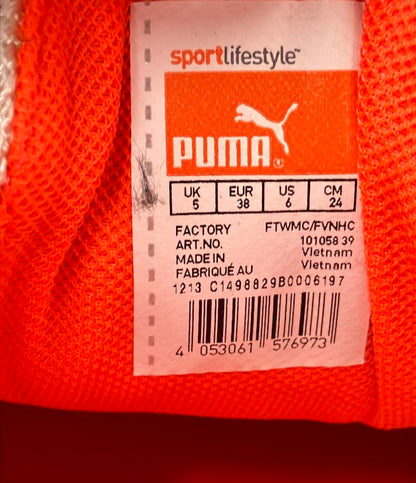 sportlifestyle™
PUMA®
UK EUR US CM
5 38 6 24
FACTORY FTWMC/FVNHC
ART.NO. 101058 39
MADE IN Vietnam
FABRIQUÉ AU Vietnam
1213 C1498829B0006197
4 053061 576973